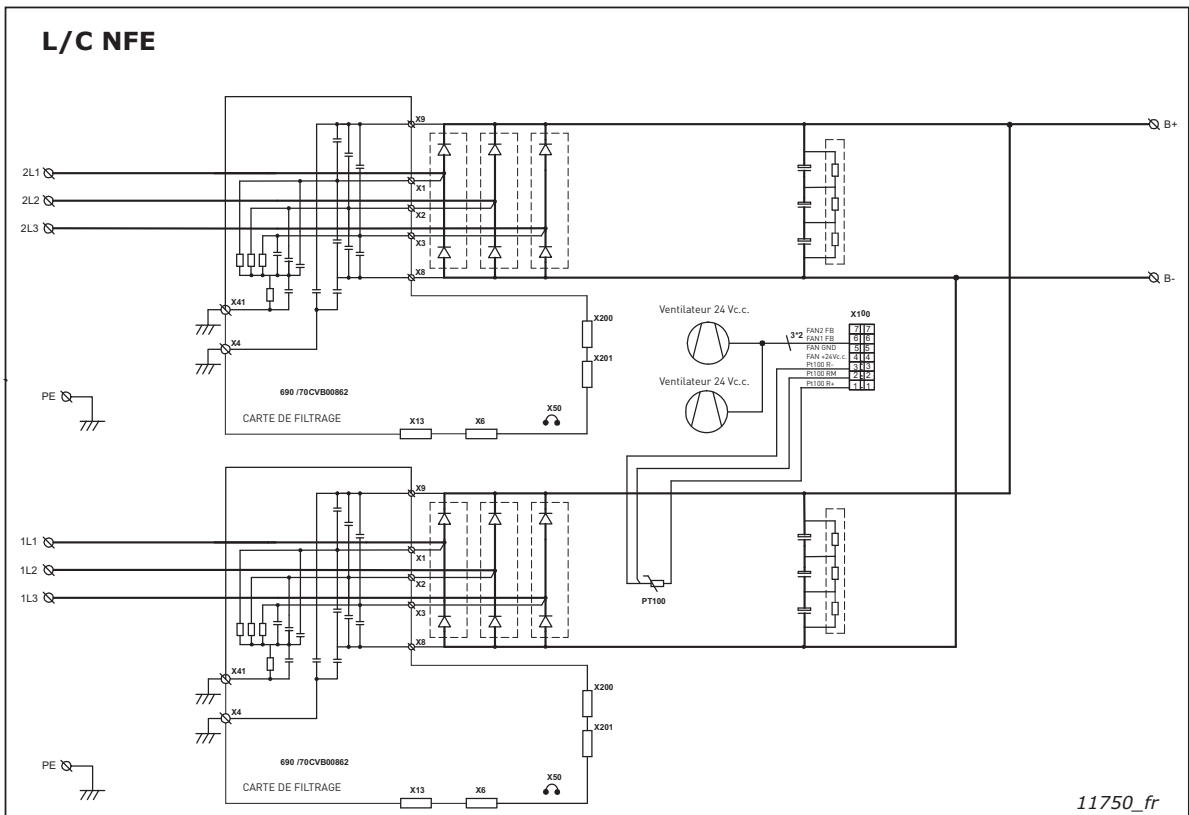 L/C NFE
X9
B+
2L1
X1
2L2
X2
2L3
X3
X8
B-
X41
X4
X200
X201
Ventilateur 24 Vc.c.
Ventilateur 24 Vc.c.
3*2
X100
FAN2 FB 7 7
FAN1 FB 6 6
FAN GND 5 5
FAN +24Vc.c. 4 4
Pt100 R- 3 3
Pt100 RM 2 2
Pt100 R+ 1 1
690 /70CVB00862
PE
CARTE DE FILTRAGE
X13
X6
X50
X9
1L1
X1
1L2
X2
1L3
X3
PT100
X8
X41
X4
X200
X201
690 /70CVB00862
PE
CARTE DE FILTRAGE
X13
X6
X50
11750_fr